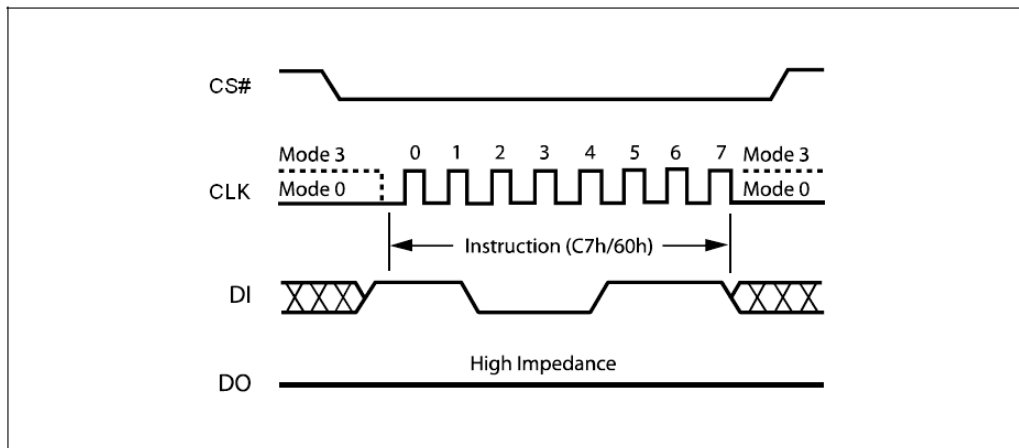 CS#
Mode 3 0 1 2 3 4 5 6 7 Mode 3
CLK Mode 0 Mode 0
Instruction (C7h/60h)
DI
High Impedance
DO